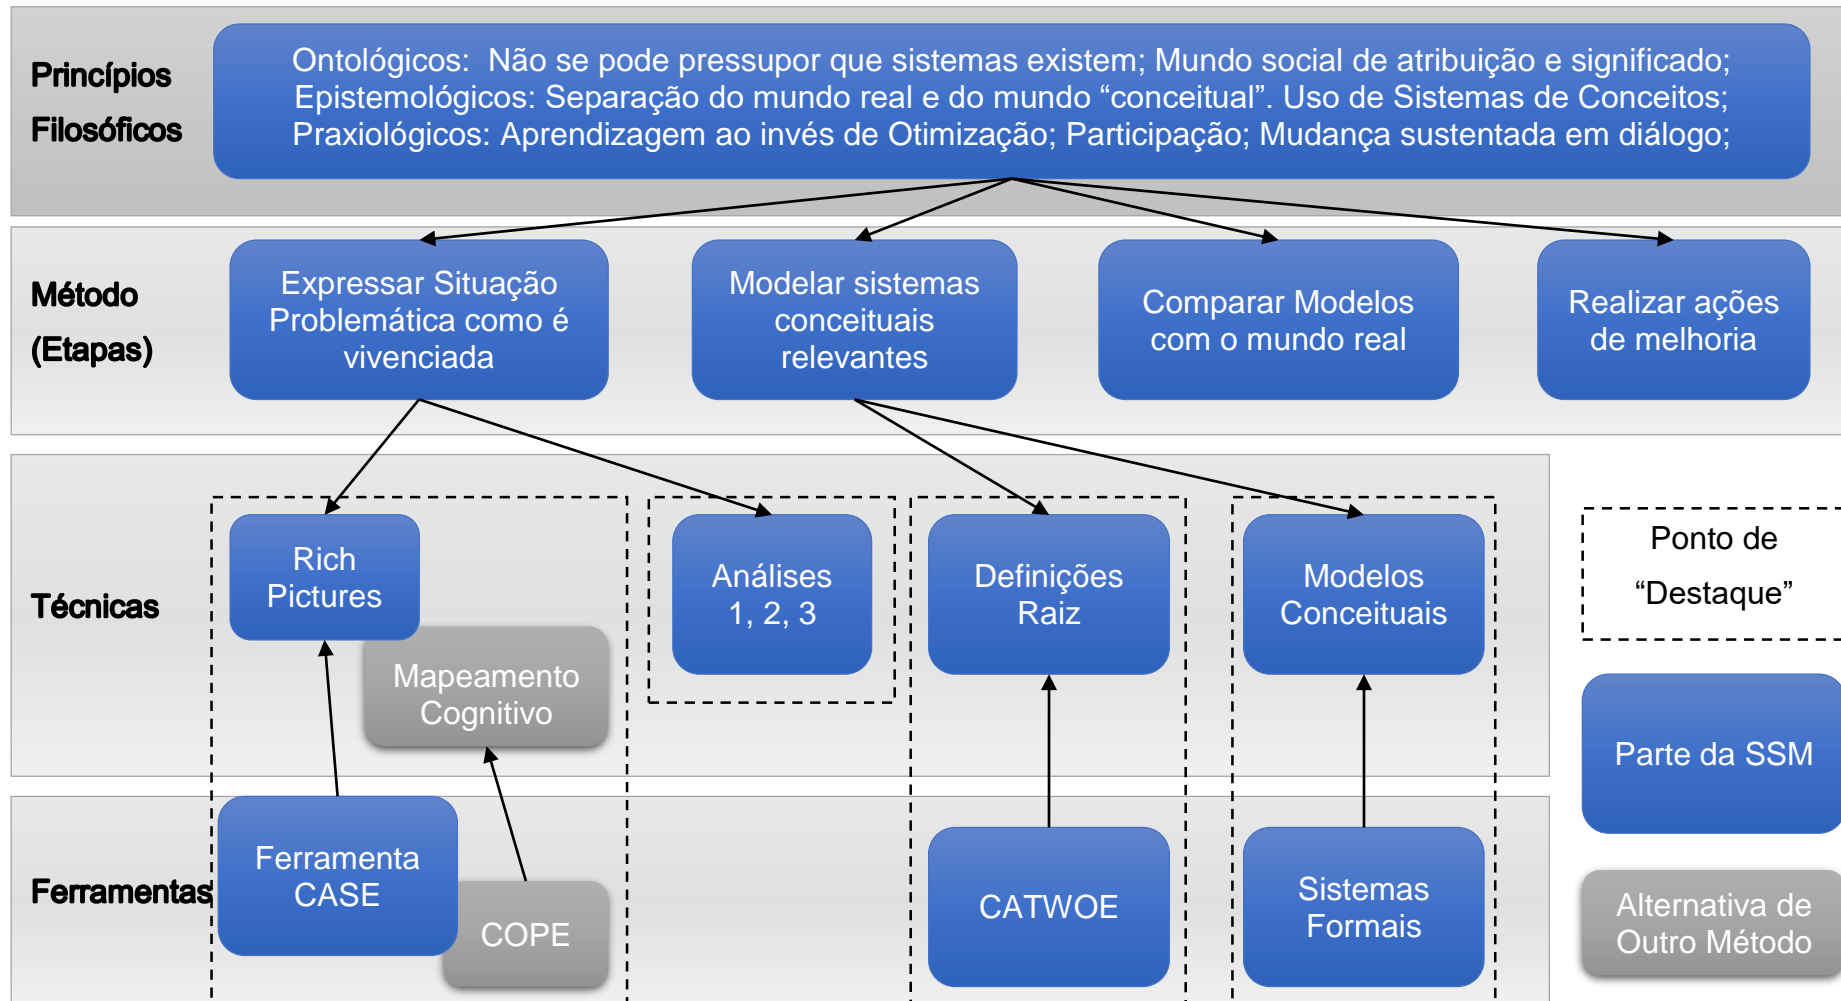 Princípios
Filosóficos
Ontológicos: Não se pode pressupor que sistemas existem; Mundo social de atribuição e significado;
Epistemológicos: Separação do mundo real e do mundo “conceitual”. Uso de Sistemas de Conceitos;
Praxiológicos: Aprendizagem ao invés de Otimização; Participação; Mudança sustentada em diálogo;
Método
(Etapas)
Expressar Situação
Problemática como é
vivenciada
Modelar sistemas
conceituais
relevantes
Comparar Modelos
com o mundo real
Realizar ações
de melhoria
Técnicas
Rich
Pictures
Mapeamento
Cognitivo
Análises
1, 2, 3
Definições
Raiz
Modelos
Conceituais
Ponto de
“Destaque”
Parte da SSM
Ferramentas
Ferramenta
CASE
COPE
CATWOE
Sistemas
Formais
Alternativa de
Outro Método